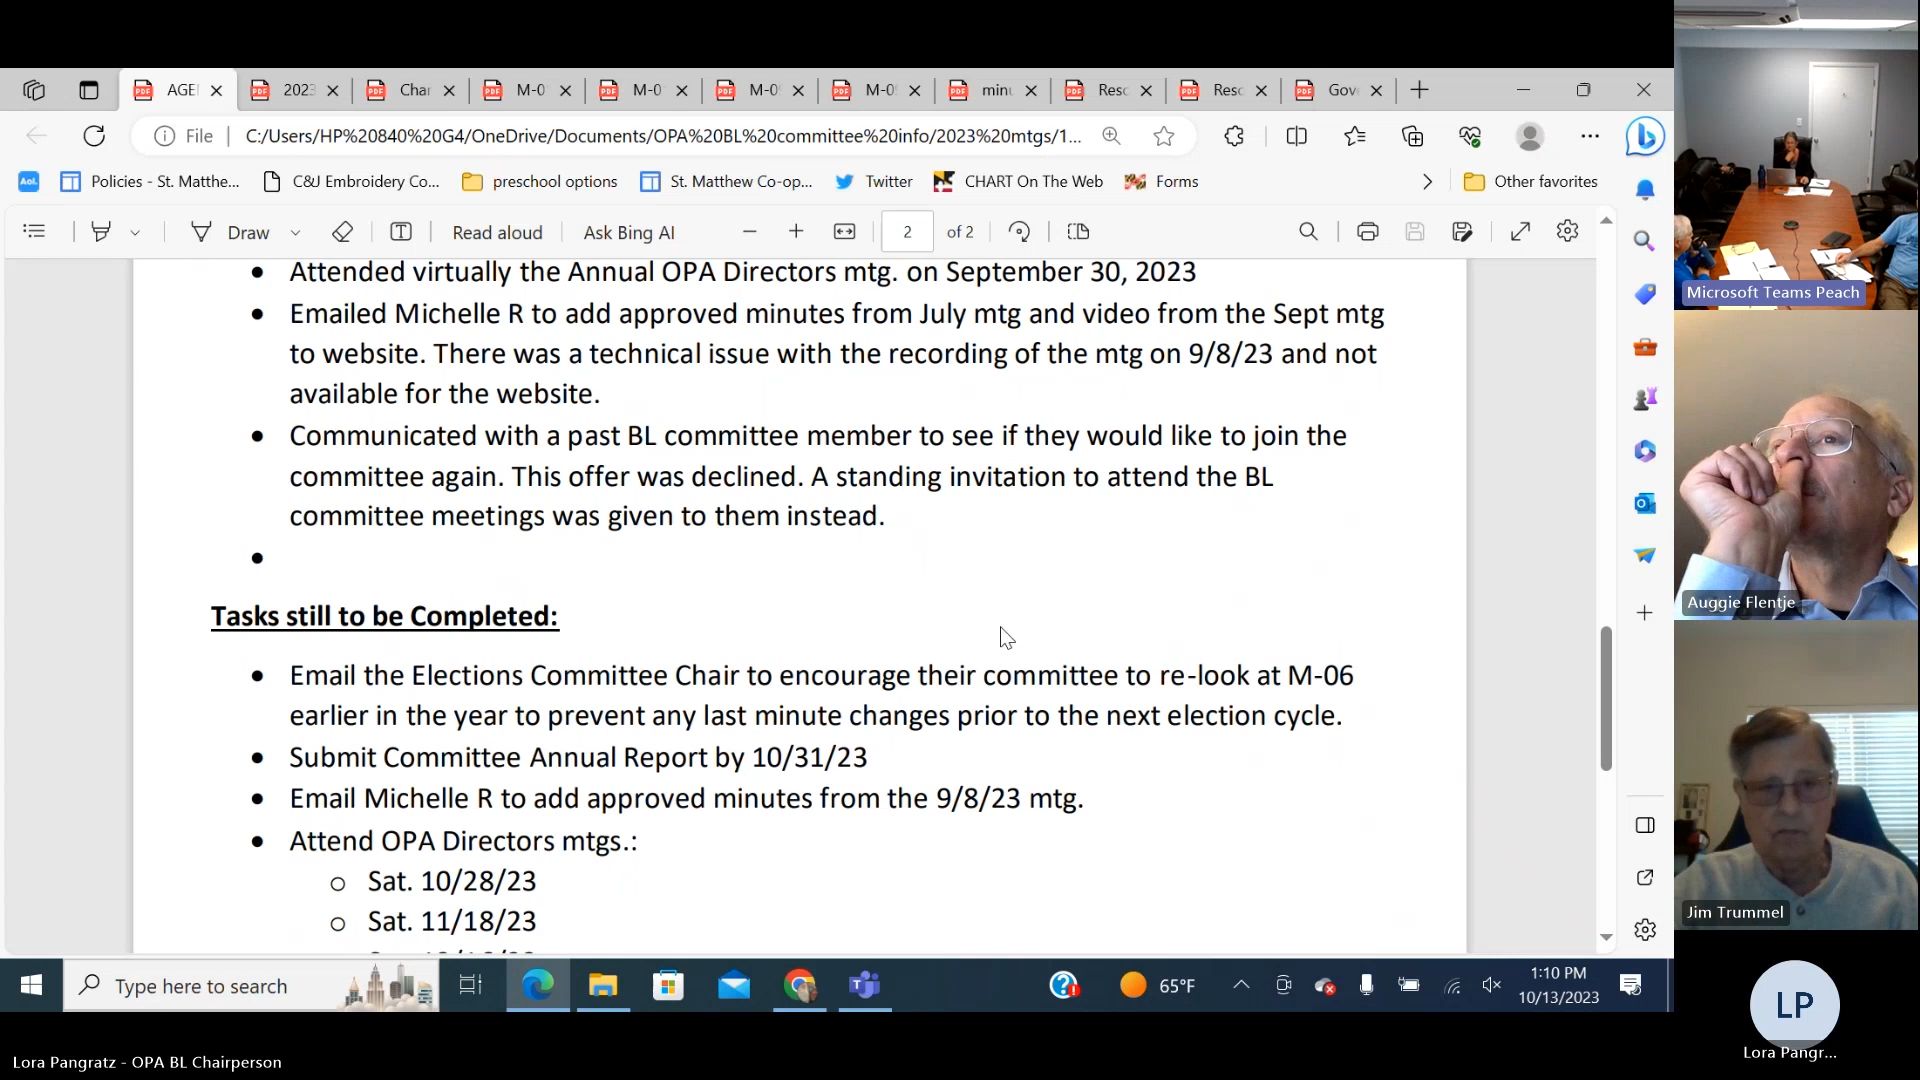 AGEI
2023
Char
M-0
M-0
M-0
M-0
minu
Reso
Reso
Gov
File
C:/Users/HP%20840%20G4/OneDrive/Documents/OPA%20BL%20committee%20info/2023%20mtgs/1...
Aol.
Policies - St. Matthe...
C&J Embroidery Co...
preschool options
St. Matthew Co-op...
Twitter
CHART On The Web
Forms
Other favorites
Draw
Read aloud
Ask Bing AI
2 of 2
• Attended virtually the Annual OPA Directors mtg. on September 30, 2023
• Emailed Michelle R to add approved minutes from July mtg and video from the Sept mtg
to website. There was a technical issue with the recording of the mtg on 9/8/23 and not
available for the website.
• Communicated with a past BL committee member to see if they would like to join the
committee again. This offer was declined. A standing invitation to attend the BL
committee meetings was given to them instead.
•
Tasks still to be Completed:
• Email the Elections Committee Chair to encourage their committee to re-look at M-06
earlier in the year to prevent any last minute changes prior to the next election cycle.
• Submit Committee Annual Report by 10/31/23
• Email Michelle R to add approved minutes from the 9/8/23 mtg.
• Attend OPA Directors mtgs.:
o Sat. 10/28/23
o Sat. 11/18/23
Type here to search
65°F
1:10 PM
10/13/2023
Microsoft Teams Peach
Auggie Flentje
Jim Trummel
LP
Lora Pangr...
Lora Pangratz - OPA BL Chairperson